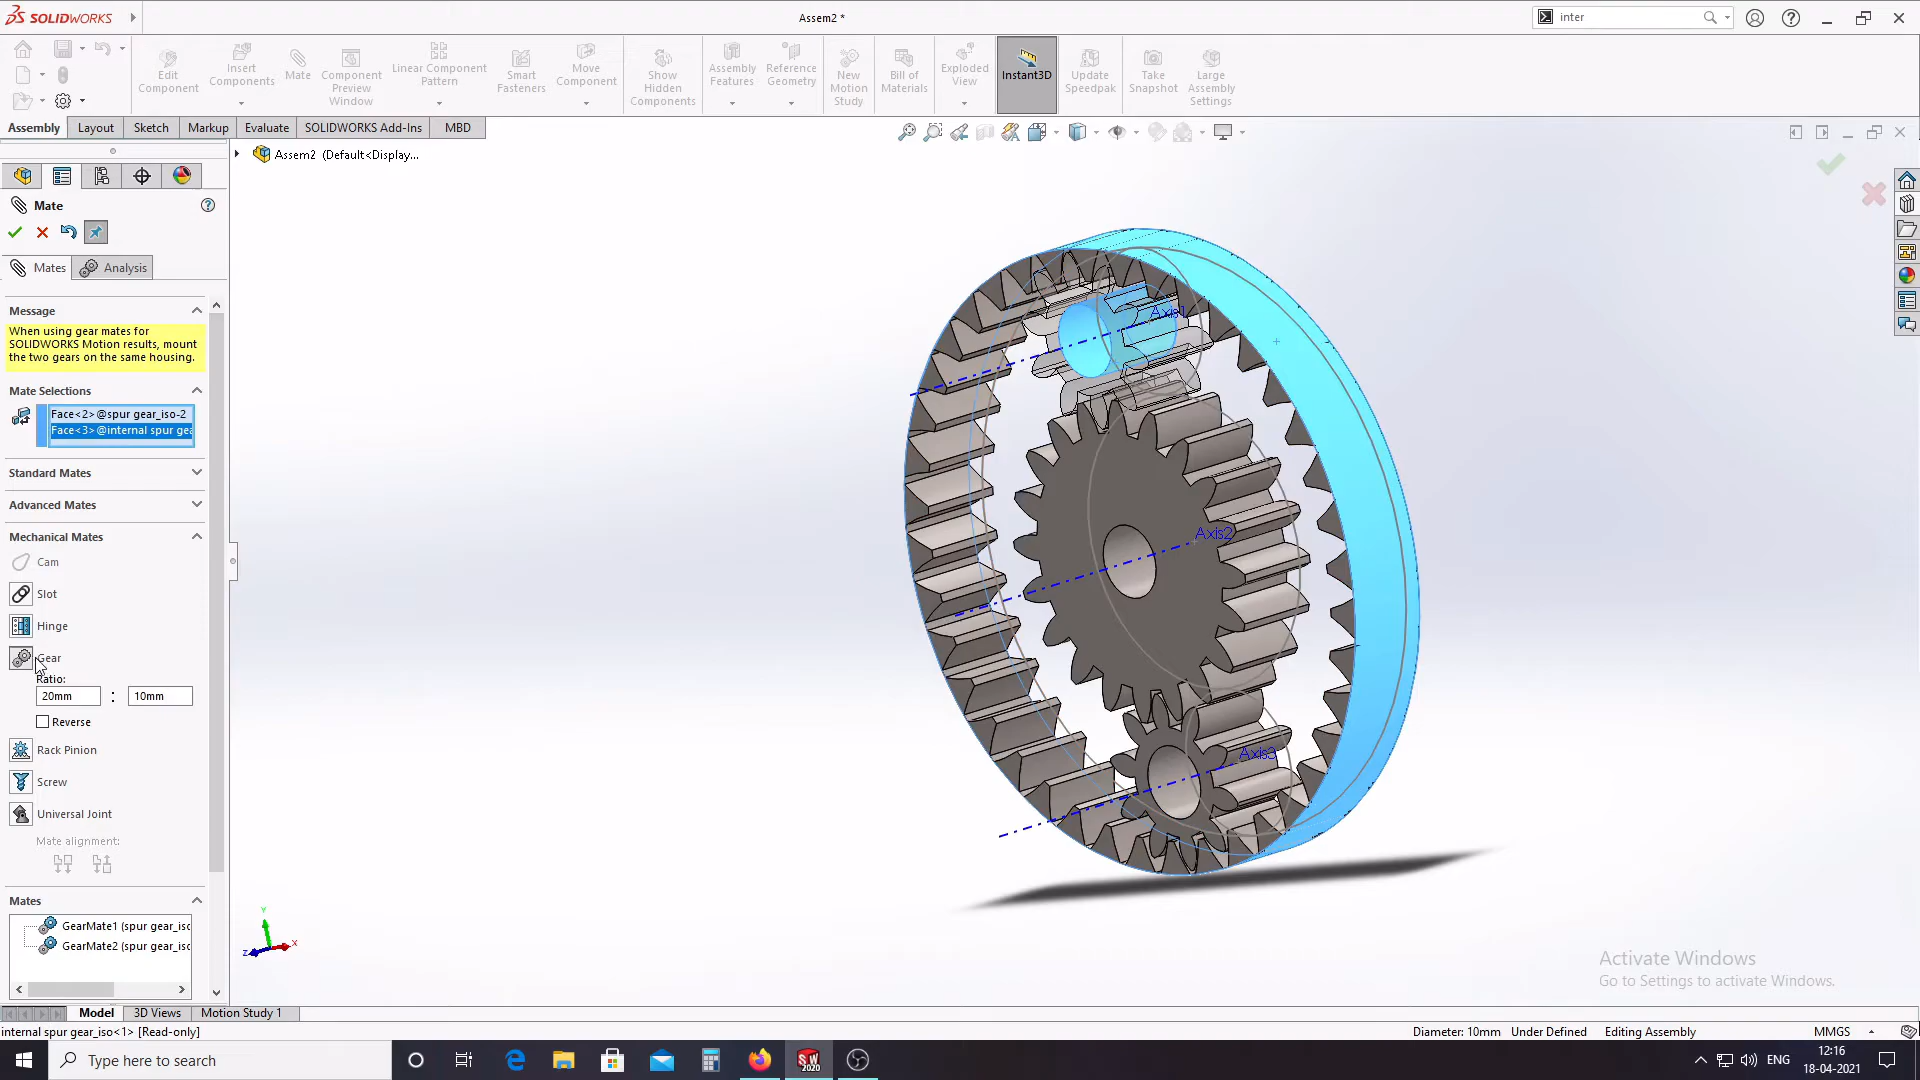 SOLIDWORKS
Assem2 *
inter
Edit Component
Insert Components
Mate
Component Preview Window
Linear Component Pattern
Smart Fasteners
Move Component
Show Hidden Components
Assembly Features
Reference Geometry
New Motion Study
Bill of Materials
Exploded View
Instant3D
Update Speedpak
Take Snapshot
Large Assembly Settings
Assembly
Layout
Sketch
Markup
Evaluate
SOLIDWORKS Add-Ins
MBD
Assem2 (Default<Display...
Mate
Mates
Analysis
Message
When using gear mates for
SOLIDWORKS Motion results, mount
the two gears on the same housing.
Mate Selections
Face<2>@spur gear_iso-2
Face<3>@internal spur gea
Standard Mates
Advanced Mates
Mechanical Mates
Cam
Slot
Hinge
Gear
Ratio:
20mm : 10mm
Reverse
Rack Pinion
Screw
Universal Joint
Mate alignment:
Mates
GearMate1 (spur gear_iso
GearMate2 (spur gear_iso
Axis1
Axis2
Axis3
Y
X
Z
Activate Windows
Go to Settings to activate Windows.
Model
3D Views
Motion Study 1
internal spur gear_iso<1> [Read-only]
Diameter: 10mm
Under Defined
Editing Assembly
MMGS
Type here to search
SW
2020
ENG
12:16
18-04-2021